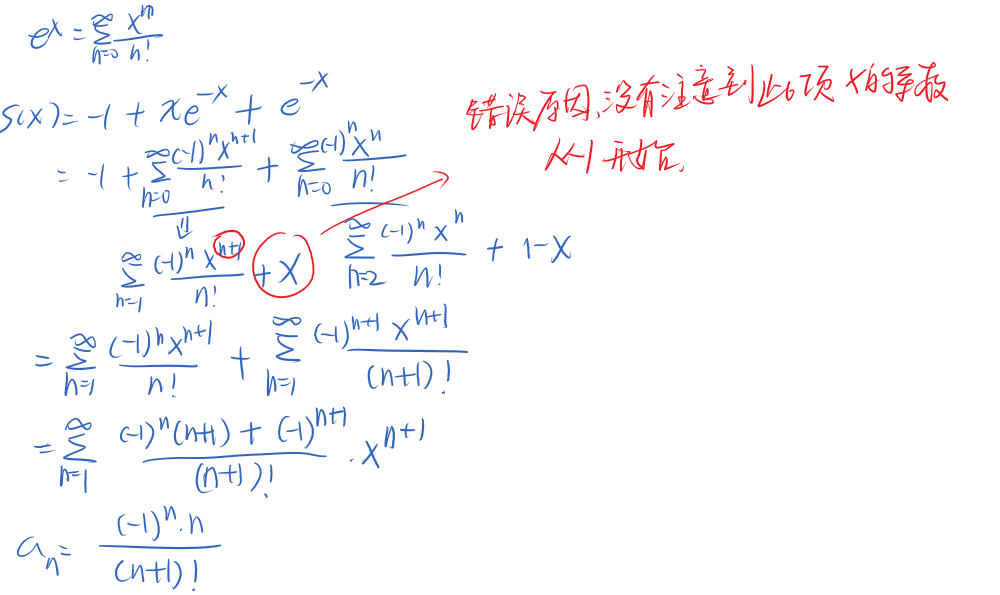 e^x = \sum_{n=0}^{\infty} \frac{x^n}{n!}
S(x) = -1 + xe^{-x} + e^{-x}
错误原因,没有注意到此项x的幂次
从1开始.
= -1 + \sum_{n=0}^{\infty} \frac{(-1)^n x^{n+1}}{n!} + \sum_{n=0}^{\infty} \frac{(-1)^n x^n}{n!}
\sum_{n=1}^{\infty} \frac{(-1)^n x^{n+1}}{n!} + x \sum_{n=2}^{\infty} \frac{(-1)^n x^n}{n!} + 1-x
= \sum_{n=1}^{\infty} \frac{(-1)^n x^{n+1}}{n!} + \sum_{n=1}^{\infty} \frac{(-1)^{n+1} x^{n+1}}{(n+1)!}
= \sum_{n=1}^{\infty} \frac{(-1)^n (n+1) + (-1)^{n+1}}{(n+1)!} \cdot x^{n+1}
a_n = \frac{(-1)^n \cdot n}{(n+1)!}